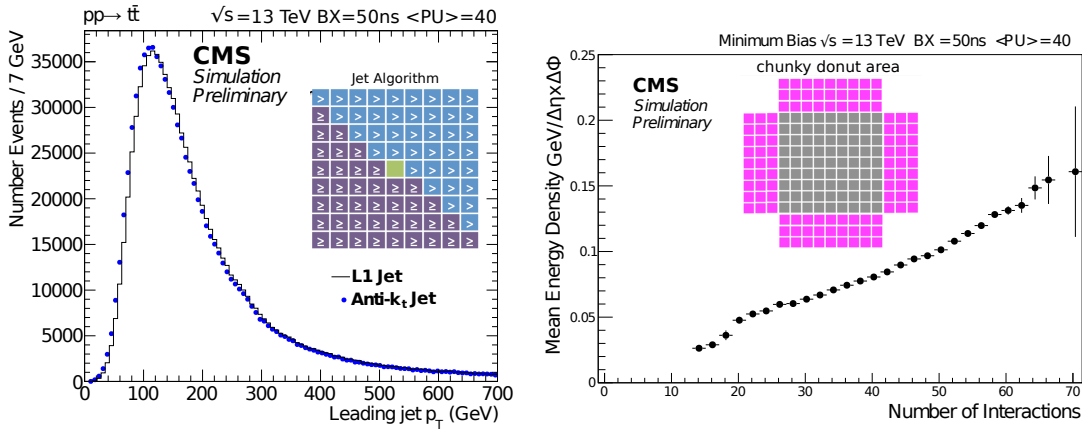 pp→ tt̄ √s =13 TeV BX=50ns <PU>=40
CMS
Simulation
Preliminary
Jet Algorithm
> > > > > > > > >
≥ > > > > > > > >
≥ ≥ > > > > > > >
≥ ≥ ≥ > > > > > >
≥ ≥ ≥ ≥ > > > >
≥ ≥ ≥ ≥ ≥ > > > >
≥ ≥ ≥ ≥ ≥ ≥ > > >
≥ ≥ ≥ ≥ ≥ ≥ ≥ > >
≥ ≥ ≥ ≥ ≥ ≥ ≥ ≥ >
≥ ≥ ≥ ≥ ≥ ≥ ≥ ≥ ≥
L1 Jet
Anti-kt Jet
Number Events / 7 GeV
35000
30000
25000
20000
15000
10000
5000
0
0 100 200 300 400 500 600 700
Leading jet pT (GeV)
Minimum Bias √s =13 TeV BX=50ns <PU>=40
chunky donut area
CMS
Simulation
Preliminary
Mean Energy Density GeV/ΔηxΔΦ
0.25
0.20
0.15
0.10
0.05
0
0 10 20 30 40 50 60 70
Number of Interactions